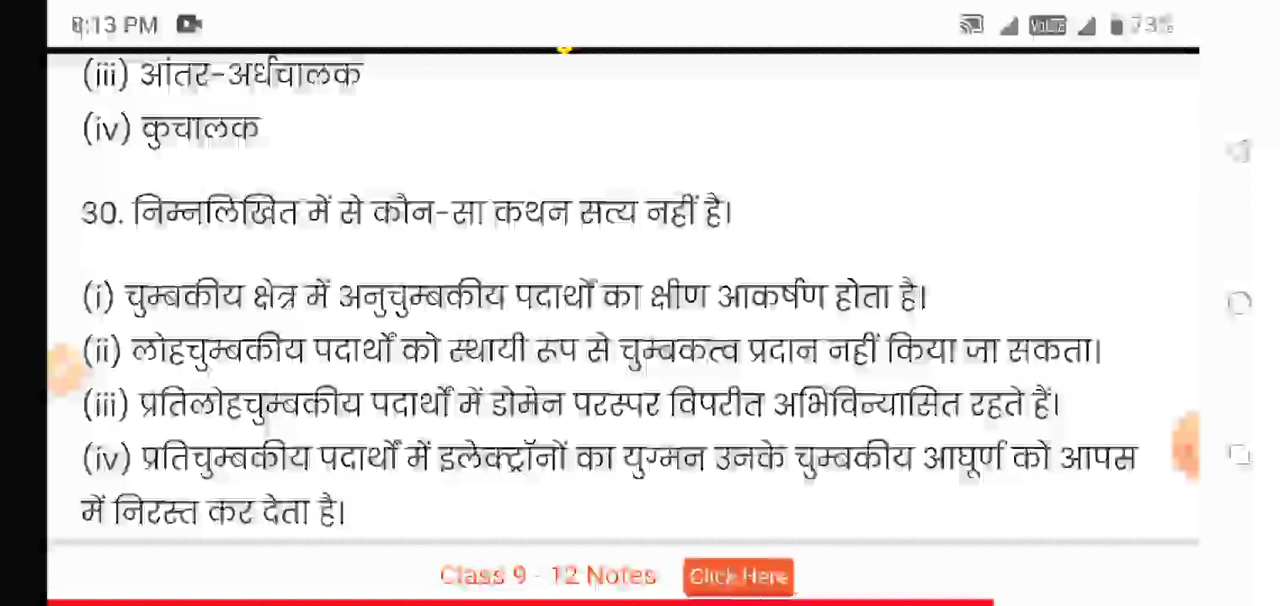 8:13 PM 73%
(iii) आंतर-अर्धचालक
(iv) कुचालक
30. निम्नलिखित में से कौन-सा कथन सत्य नहीं है।
(i) चुम्बकीय क्षेत्र में अनुचुम्बकीय पदार्थों का क्षीण आकर्षण होता है।
(ii) लोहचुम्बकीय पदार्थों को स्थायी रूप से चुम्बकत्व प्रदान नहीं किया जा सकता।
(iii) प्रतिलोहचुम्बकीय पदार्थों में डोमेन परस्पर विपरीत अभिविन्यासित रहते हैं।
(iv) प्रतिचुम्बकीय पदार्थों में इलेक्ट्रॉनों का युग्मन उनके चुम्बकीय आघूर्ण को आपस
में निरस्त कर देता है।
Class 9 - 12 Notes Click Here